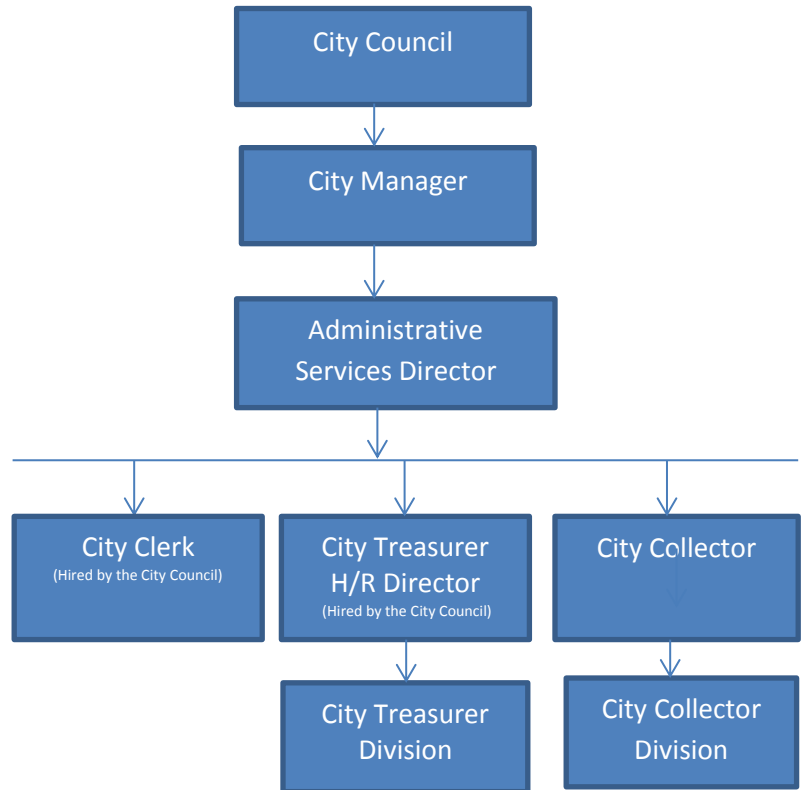 City Council
City Manager
Administrative
Services Director
City Clerk
(Hired by the City Council)
City Treasurer
H/R Director
(Hired by the City Council)
City Collector
City Treasurer
Division
City Collector
Division